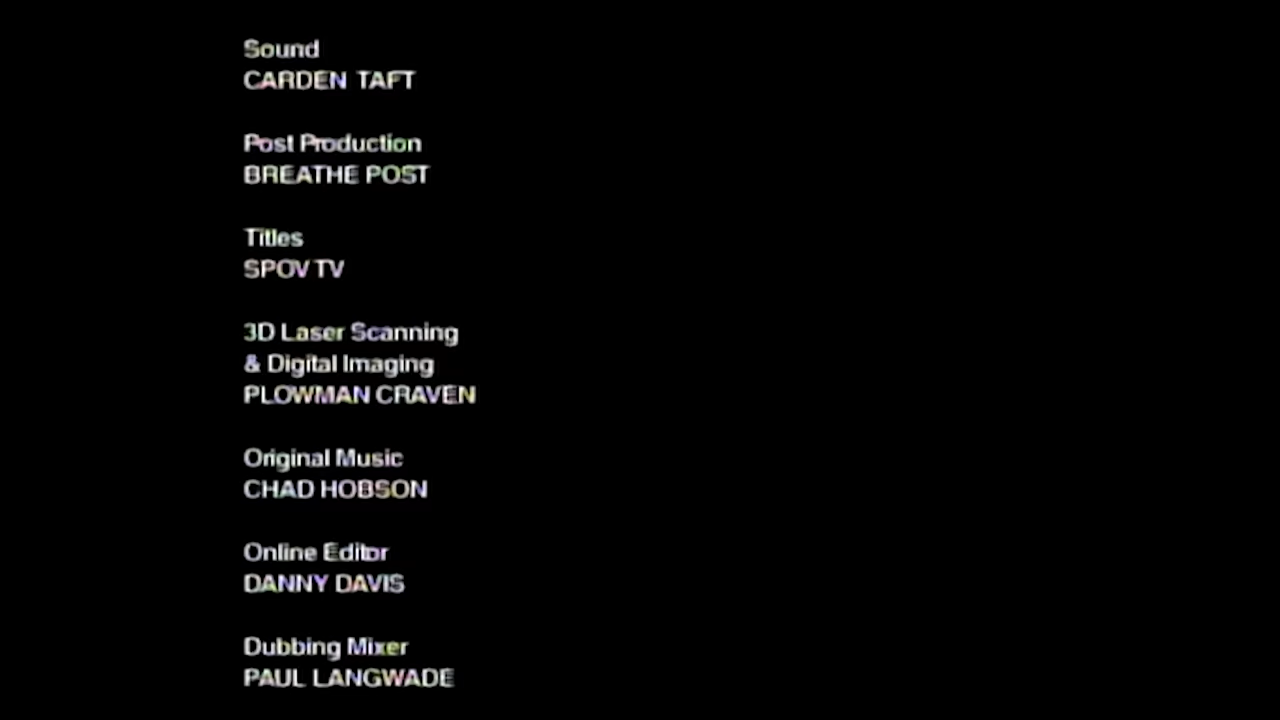 Sound
CARDEN TAFT
Post Production
BREATHE POST
Titles
SPOV TV
3D Laser Scanning
& Digital Imaging
PLOWMAN CRAVEN
Original Music
CHAD HOBSON
Online Editor
DANNY DAVIS
Dubbing Mixer
PAUL LANGWADE